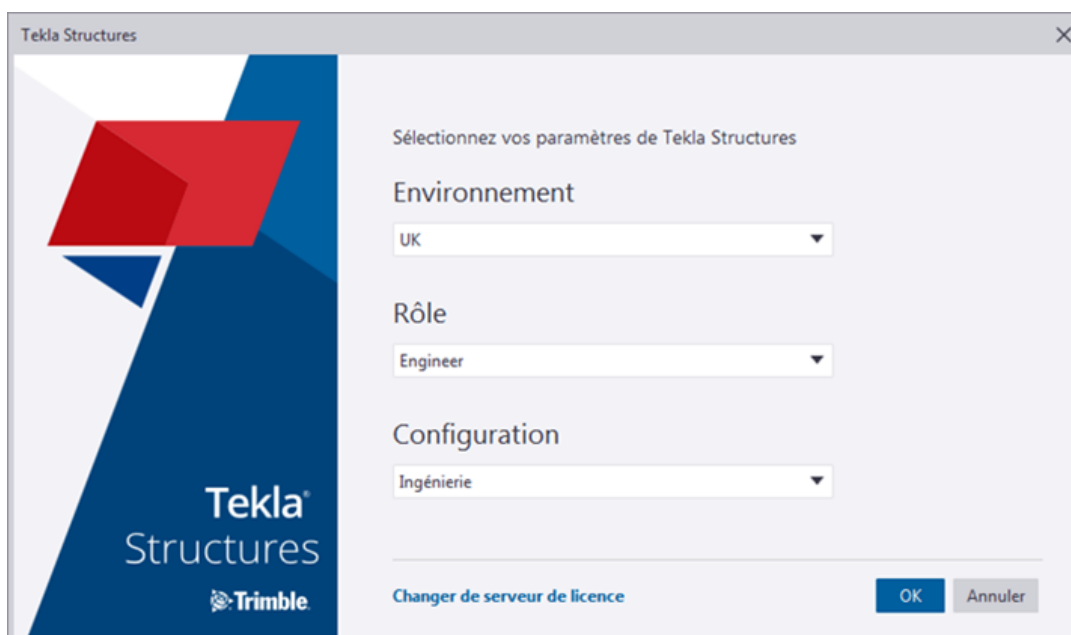 Tekla Structures
Sélectionnez vos paramètres de Tekla Structures
Environnement
UK
Rôle
Engineer
Configuration
Ingénierie
Tekla®
Structures
Trimble.
Changer de serveur de licence
OK
Annuler